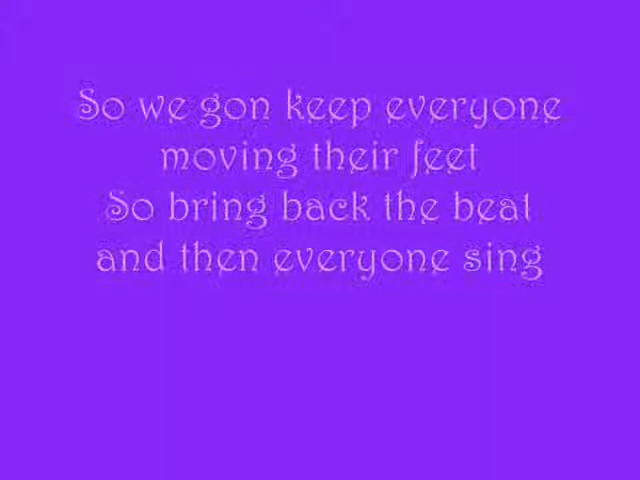 So we gon keep everyone
moving their feet
So bring back the beat
and then everyone sing